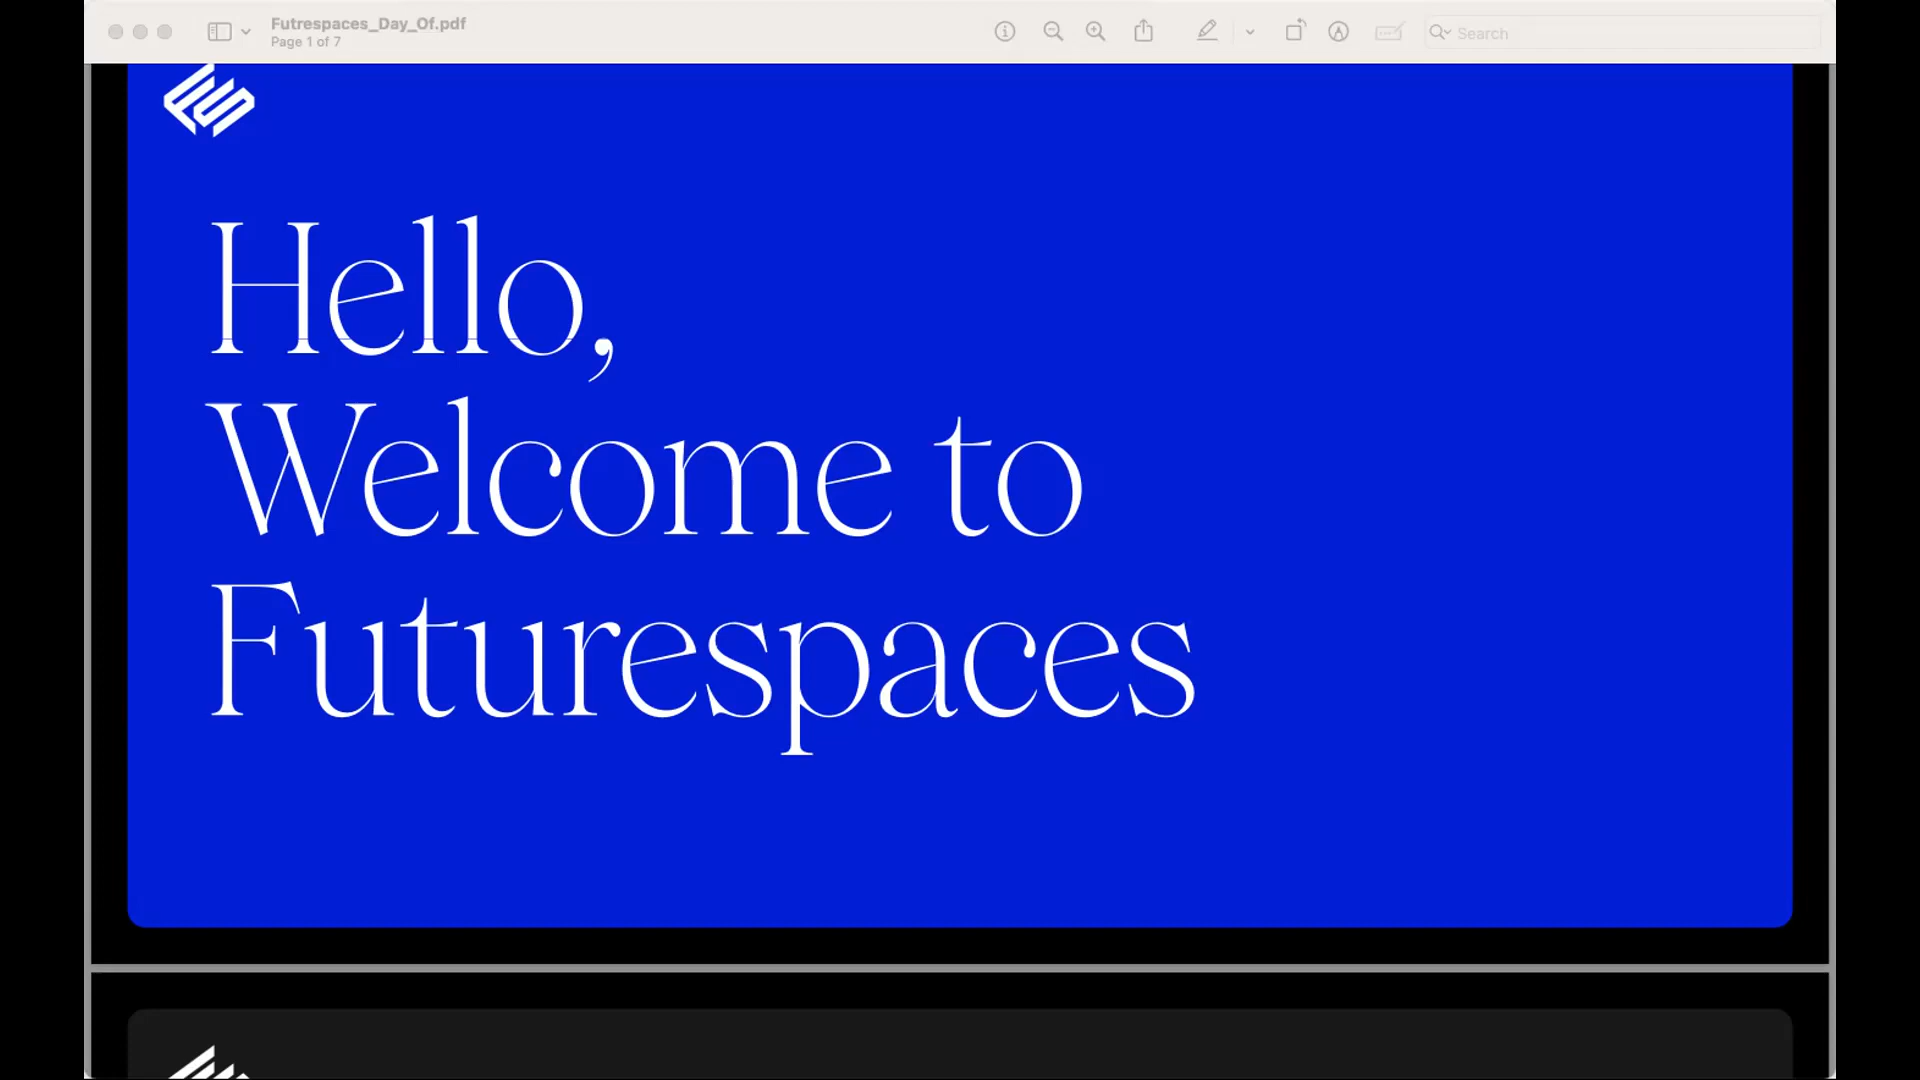 Futrespaces_Day_Of.pdf
Page 1 of 7
Search
Hello,
Welcome to
Futurespaces